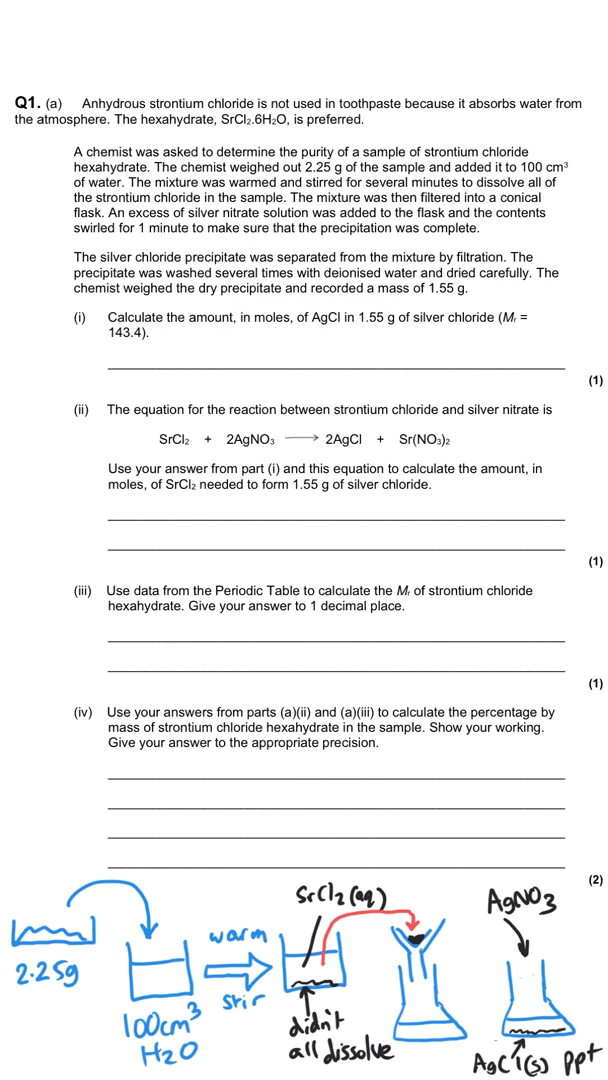 Q1. (a) Anhydrous strontium chloride is not used in toothpaste because it absorbs water from
the atmosphere. The hexahydrate, SrCl₂.6H₂O, is preferred.
A chemist was asked to determine the purity of a sample of strontium chloride
hexahydrate. The chemist weighed out 2.25 g of the sample and added it to 100 cm³
of water. The mixture was warmed and stirred for several minutes to dissolve all of
the strontium chloride in the sample. The mixture was then filtered into a conical
flask. An excess of silver nitrate solution was added to the flask and the contents
swirled for 1 minute to make sure that the precipitation was complete.
The silver chloride precipitate was separated from the mixture by filtration. The
precipitate was washed several times with deionised water and dried carefully. The
chemist weighed the dry precipitate and recorded a mass of 1.55 g.
(i) Calculate the amount, in moles, of AgCl in 1.55 g of silver chloride (Mᵣ =
143.4).
(1)
(ii) The equation for the reaction between strontium chloride and silver nitrate is
SrCl₂ + 2AgNO₃ ⟶ 2AgCl + Sr(NO₃)₂
Use your answer from part (i) and this equation to calculate the amount, in
moles, of SrCl₂ needed to form 1.55 g of silver chloride.
(1)
(iii) Use data from the Periodic Table to calculate the Mᵣ of strontium chloride
hexahydrate. Give your answer to 1 decimal place.
(1)
(iv) Use your answers from parts (a)(ii) and (a)(iii) to calculate the percentage by
mass of strontium chloride hexahydrate in the sample. Show your working.
Give your answer to the appropriate precision.
(2)
SrCl2 (aq)
AgNO3
warm
2.25g
stir
100cm³
H2O
didn't
all dissolve
AgCl(s) ppt